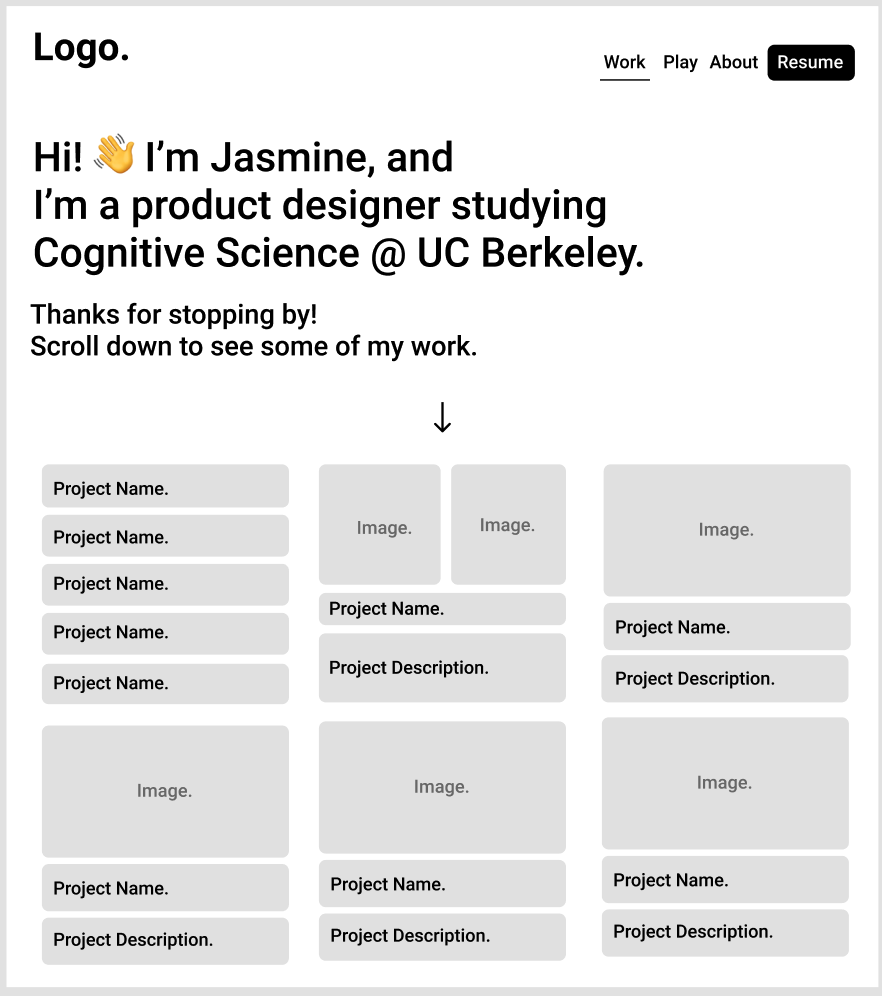 Logo.
Work Play About Resume
Hi! 👋 I’m Jasmine, and
I’m a product designer studying
Cognitive Science @ UC Berkeley.
Thanks for stopping by!
Scroll down to see some of my work.
Project Name.
Project Name.
Project Name.
Project Name.
Project Name.
Image.
Image.
Project Name.
Project Description.
Image.
Project Name.
Project Description.
Image.
Project Name.
Project Description.
Image.
Project Name.
Project Description.
Image.
Project Name.
Project Description.